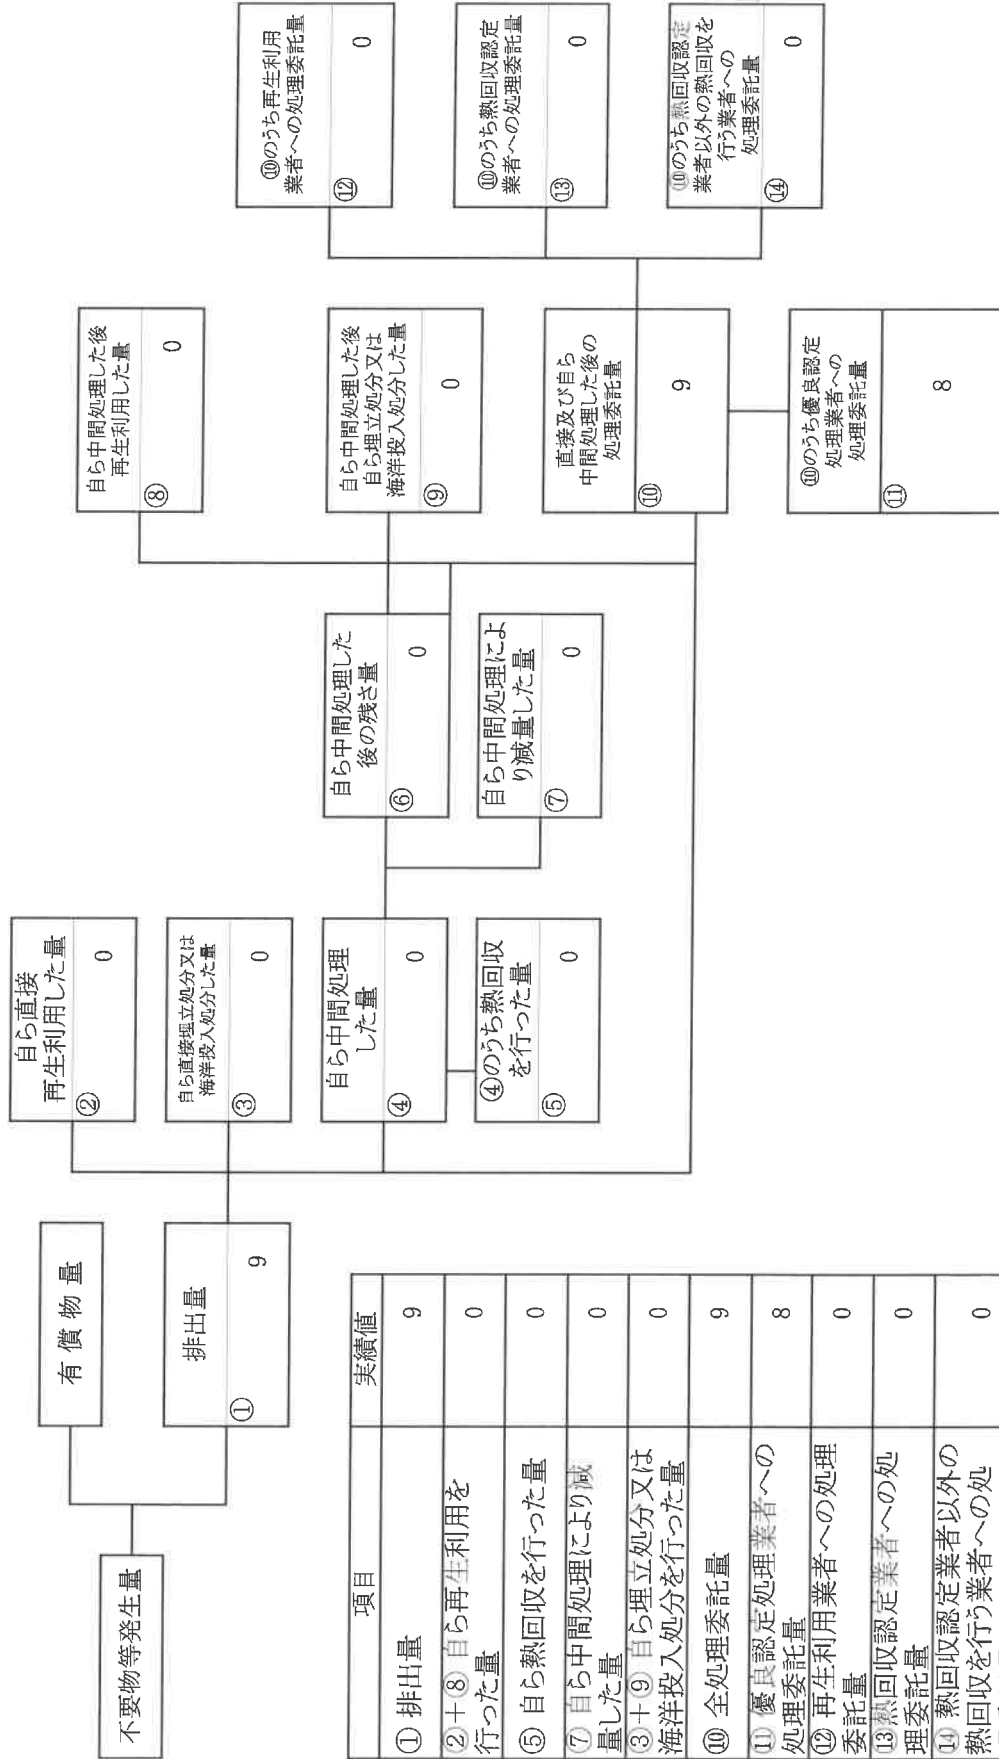 不要物等発生量
有償物量
排出量
①
9
自ら直接
再生利用した量
②
0
自ら直接埋立処分又は
海洋投入処分した量
③
0
自ら中間処理
した量
④
0
④のうち熱回収
を行った量
⑤
0
自ら中間処理した
後の残さ量
⑥
0
自ら中間処理によ
り減量した量
⑦
0
自ら中間処理した後
再生利用した量
⑧
0
自ら中間処理した後
自ら埋立処分又は
海洋投入処分した量
⑨
0
直接及び自ら
中間処理した後の
処理委託量
⑩
9
⑩のうち優良認定
処理業者への
処理委託量
⑪
8
⑩のうち再生利用
業者への処理委託量
⑫
0
⑩のうち熱回収認定
業者への処理委託量
⑬
0
⑩のうち熱回収認定
業者以外の熱回収を
行う業者への
処理委託量
⑭
0
項目 実績値
① 排出量 9
②+⑧ 自ら再生利用を
行った量 0
⑤ 自ら熱回収を行った量 0
⑦ 自ら中間処理により減
量した量 0
③+⑨ 自ら埋立処分又は
海洋投入処分を行った量 0
⑩ 全処理委託量 9
⑪ 優良認定処理業者への
処理委託量 8
⑫ 再生利用業者への処理
委託量 0
⑬熱回収認定業者への処
理委託量 0
⑭ 熱回収認定業者以外の
熱回収を行う業者への処 0